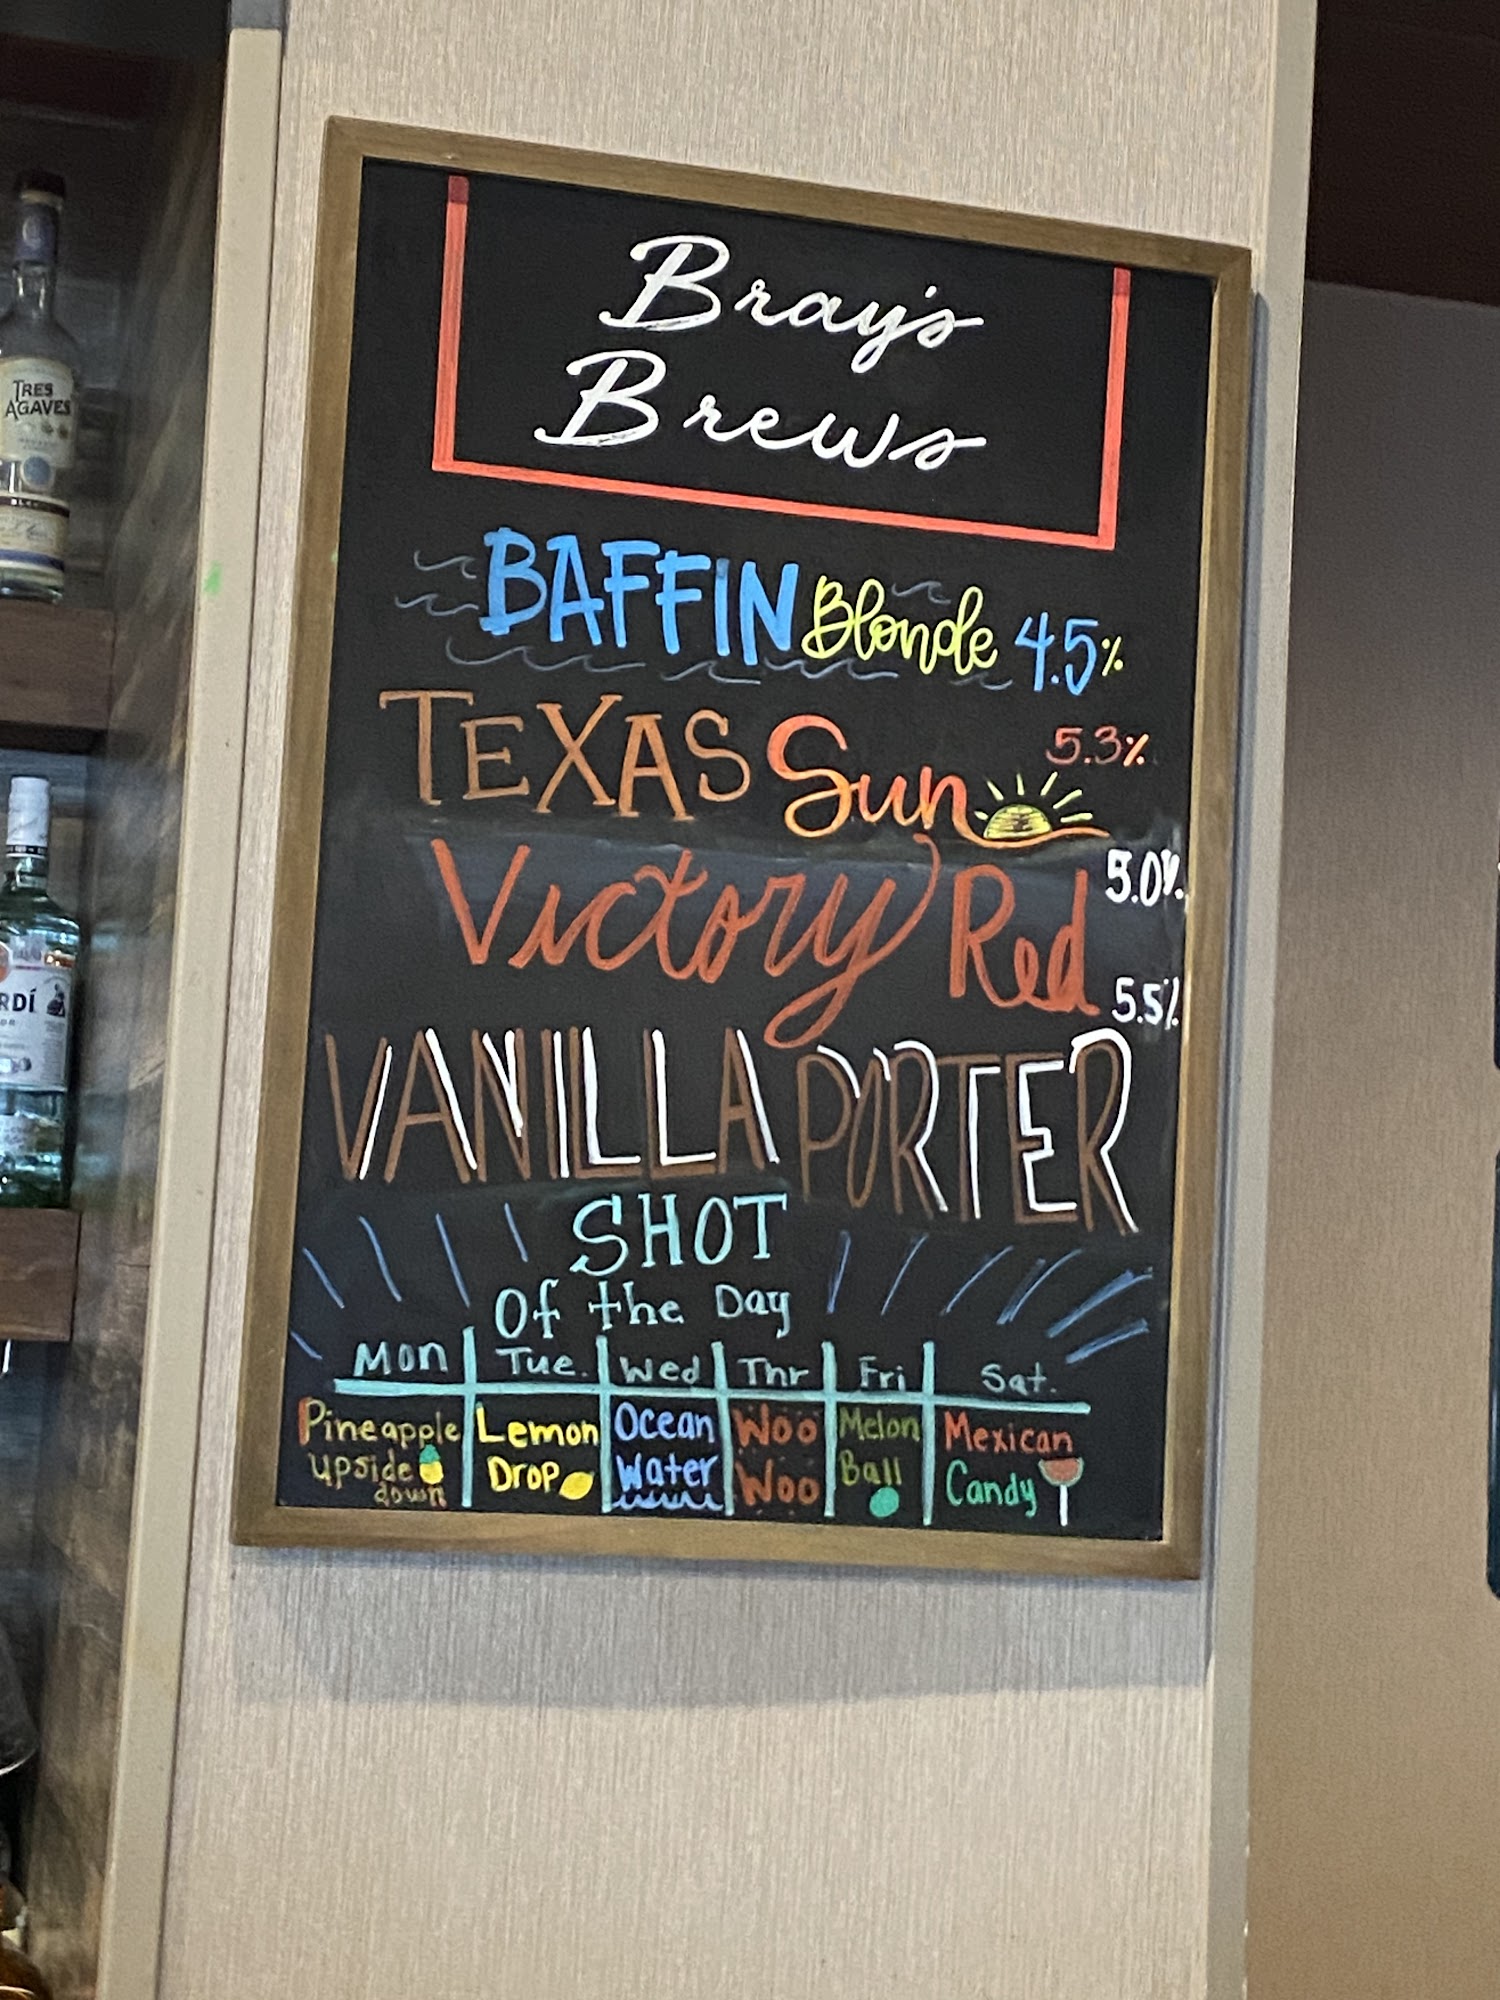 Bray's
Brews
BAFFIN Blonde 4.5%
TEXAS Sun 5.3%
Victory Red 5.0%
VANILLA PORTER 5.5%
SHOT
Of the Day
Mon Tue. Wed Thr Fri Sat.
Pineapple upside down
Lemon Drop
Ocean Water
Woo Woo
Melon Ball
Mexican Candy
TRES
AGAVES
RDÍ